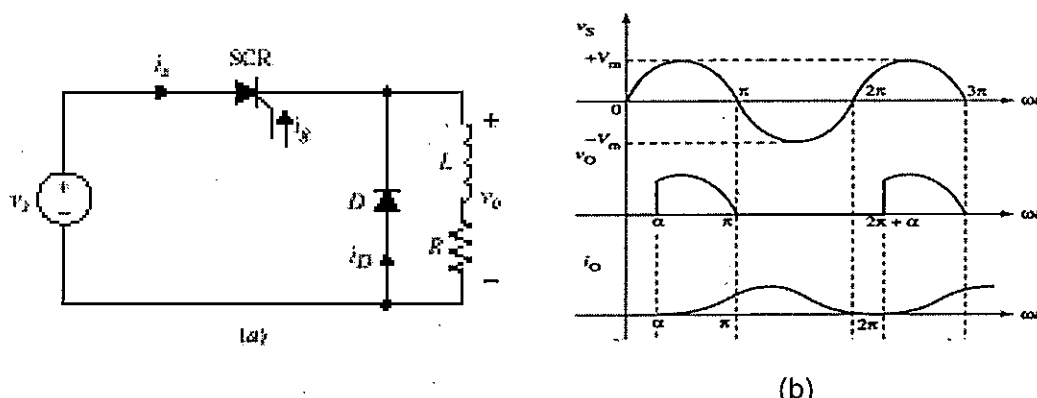 SCR
i_s
i_g
+
L
v_s
+
−
D
v_o
R
i_D
−
(a)
v_S
+V_m
π
2π
3π
0
ω
−V_m
v_O
α
π
2π + α
ω
i_O
α
π
2π
ω
(b)